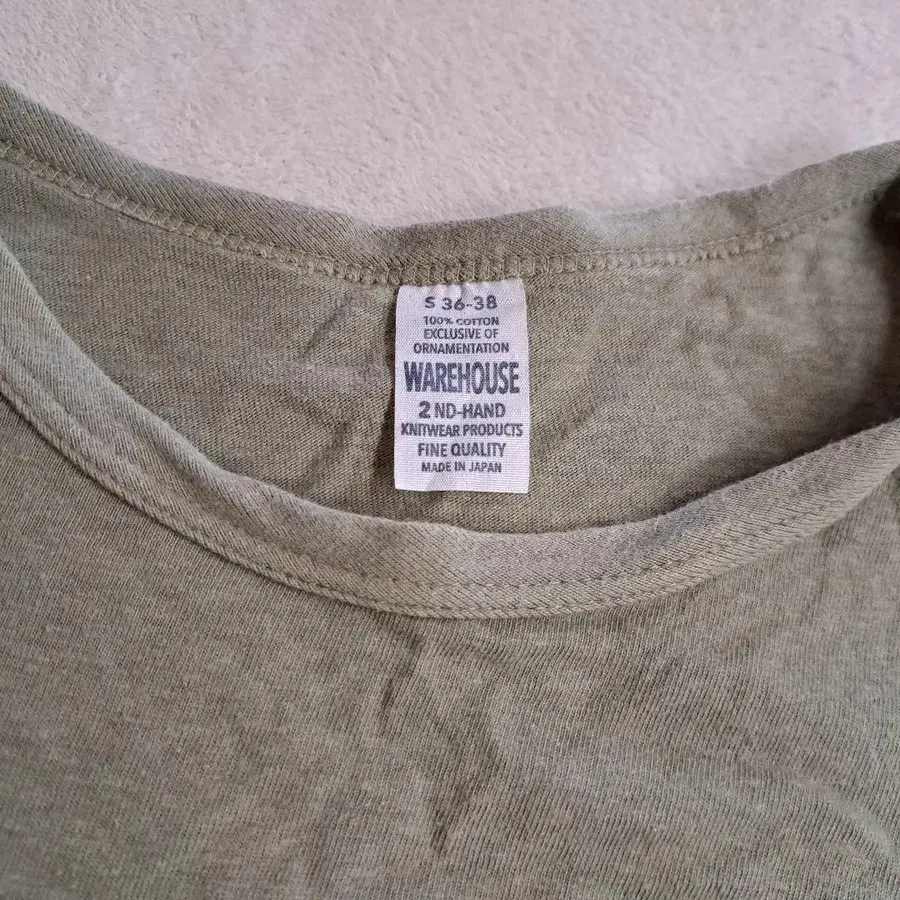 S 36-38
100% COTTON
EXCLUSIVE OF
ORNAMENTATION
WAREHOUSE
2 ND-HAND
KNITWEAR PRODUCTS
FINE QUALITY
MADE IN JAPAN